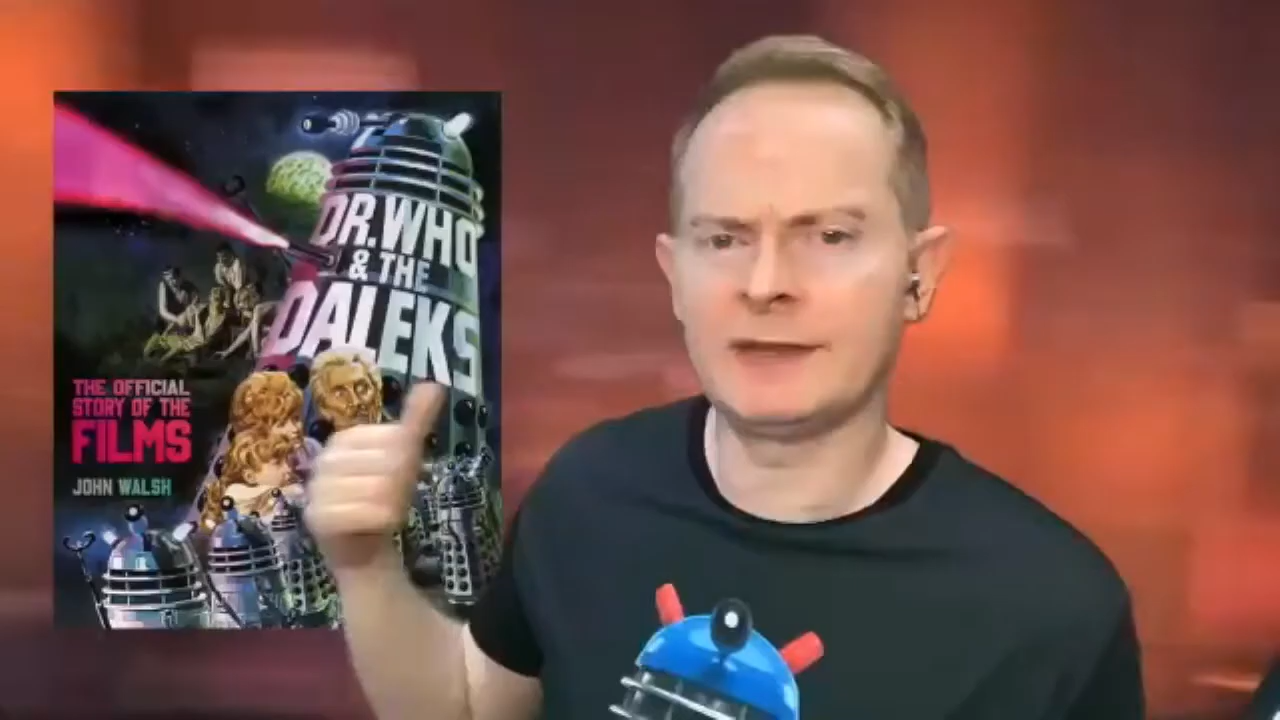 DR. WHO
& THE
DALEKS
THE OFFICIAL
STORY OF THE
FILMS
JOHN WALSH